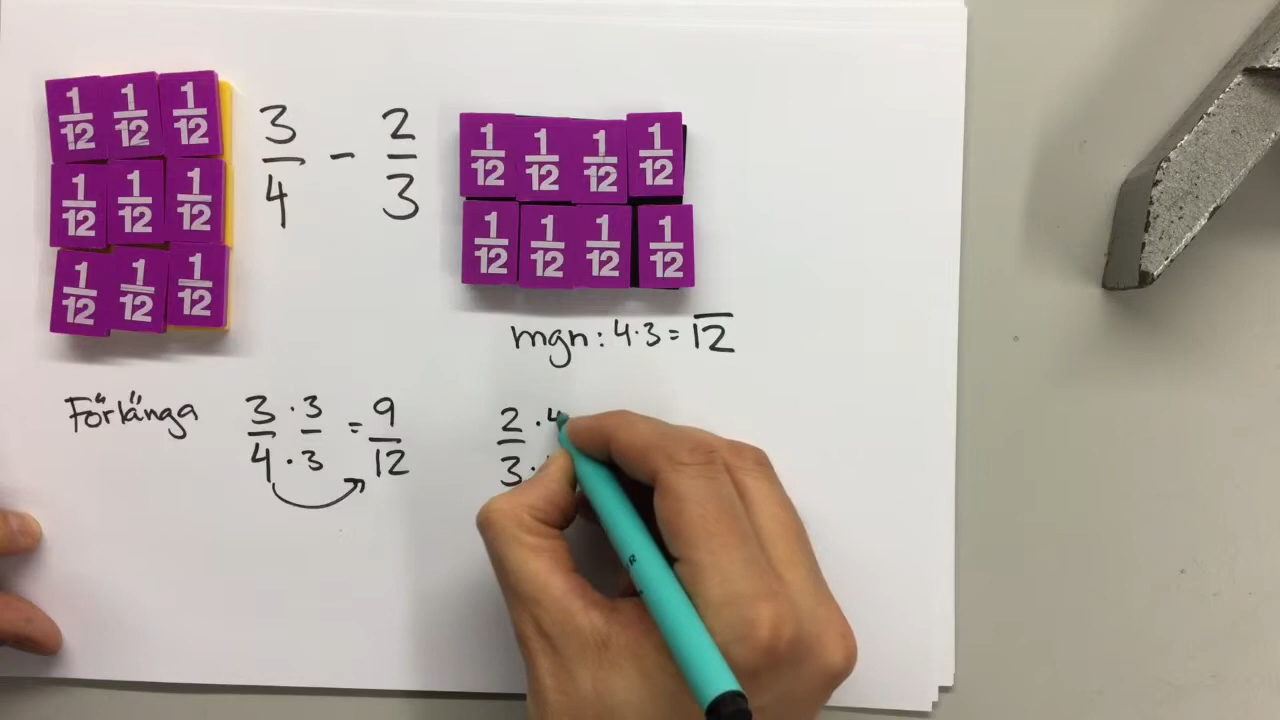 1/12 1/12 1/12
1/12 1/12 1/12
1/12 1/12 1/12
3/4 - 2/3
1/12 1/12 1/12 1/12
1/12 1/12 1/12 1/12
mgn: 4·3 = 12
Förlänga 3/4 · 3/3 = 9/12
2/3 · 4